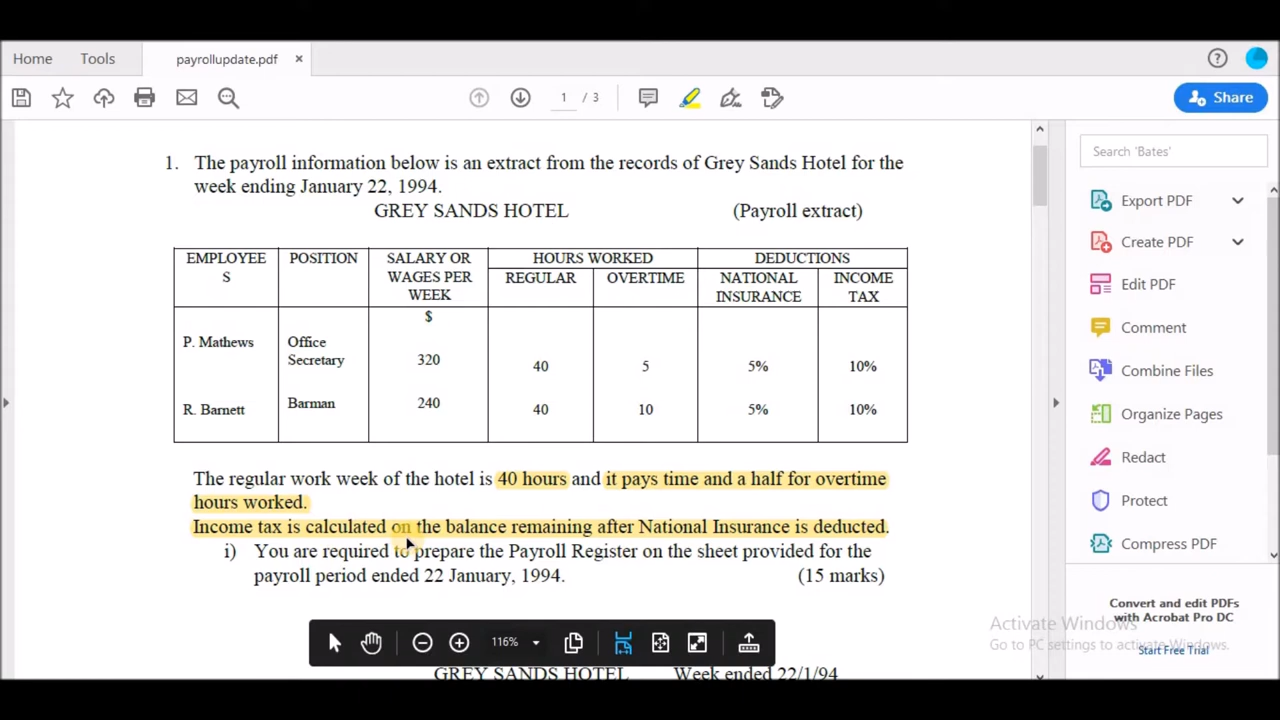 Home
Tools
payrollupdate.pdf
×
?
1 / 3
Share
1. The payroll information below is an extract from the records of Grey Sands Hotel for the
week ending January 22, 1994.
GREY SANDS HOTEL (Payroll extract)
EMPLOYEE
S
POSITION
SALARY OR
WAGES PER
WEEK
HOURS WORKED
DEDUCTIONS
REGULAR
OVERTIME
NATIONAL
INSURANCE
INCOME
TAX
$
P. Mathews
Office
Secretary
320
40
5
5%
10%
R. Barnett
Barman
240
40
10
5%
10%
The regular work week of the hotel is 40 hours and it pays time and a half for overtime
hours worked.
Income tax is calculated on the balance remaining after National Insurance is deducted.
i) You are required to prepare the Payroll Register on the sheet provided for the
payroll period ended 22 January, 1994. (15 marks)
116%
GREY SANDS HOTEL Week ended 22/1/94
Search 'Bates'
Export PDF
Create PDF
Edit PDF
Comment
Combine Files
Organize Pages
Redact
Protect
Compress PDF
Convert and edit PDFs
with Acrobat Pro DC
Start Free Trial
Activate Windows
Go to PC settings to activate Windows.